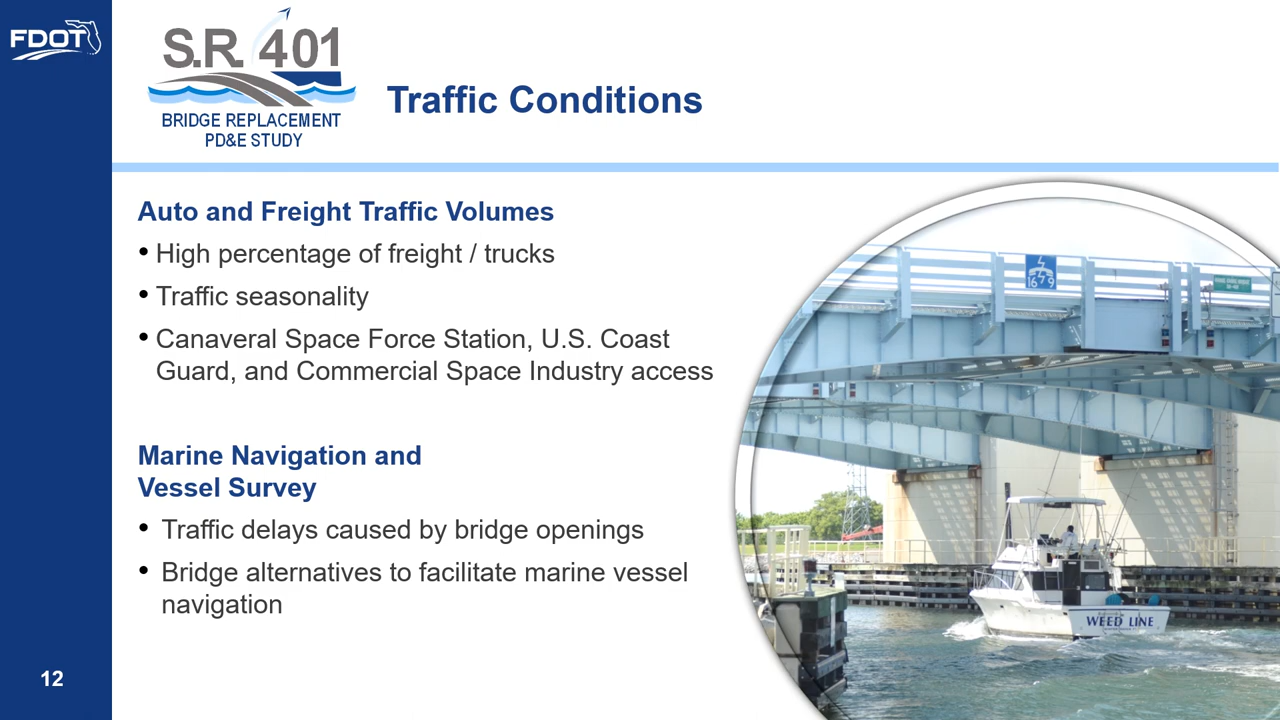 FDOT
S.R. 401
BRIDGE REPLACEMENT
PD&E STUDY
Traffic Conditions
Auto and Freight Traffic Volumes
• High percentage of freight / trucks
• Traffic seasonality
• Canaveral Space Force Station, U.S. Coast
Guard, and Commercial Space Industry access
Marine Navigation and
Vessel Survey
• Traffic delays caused by bridge openings
• Bridge alternatives to facilitate marine vessel
navigation
16 9
WEED LINE
12